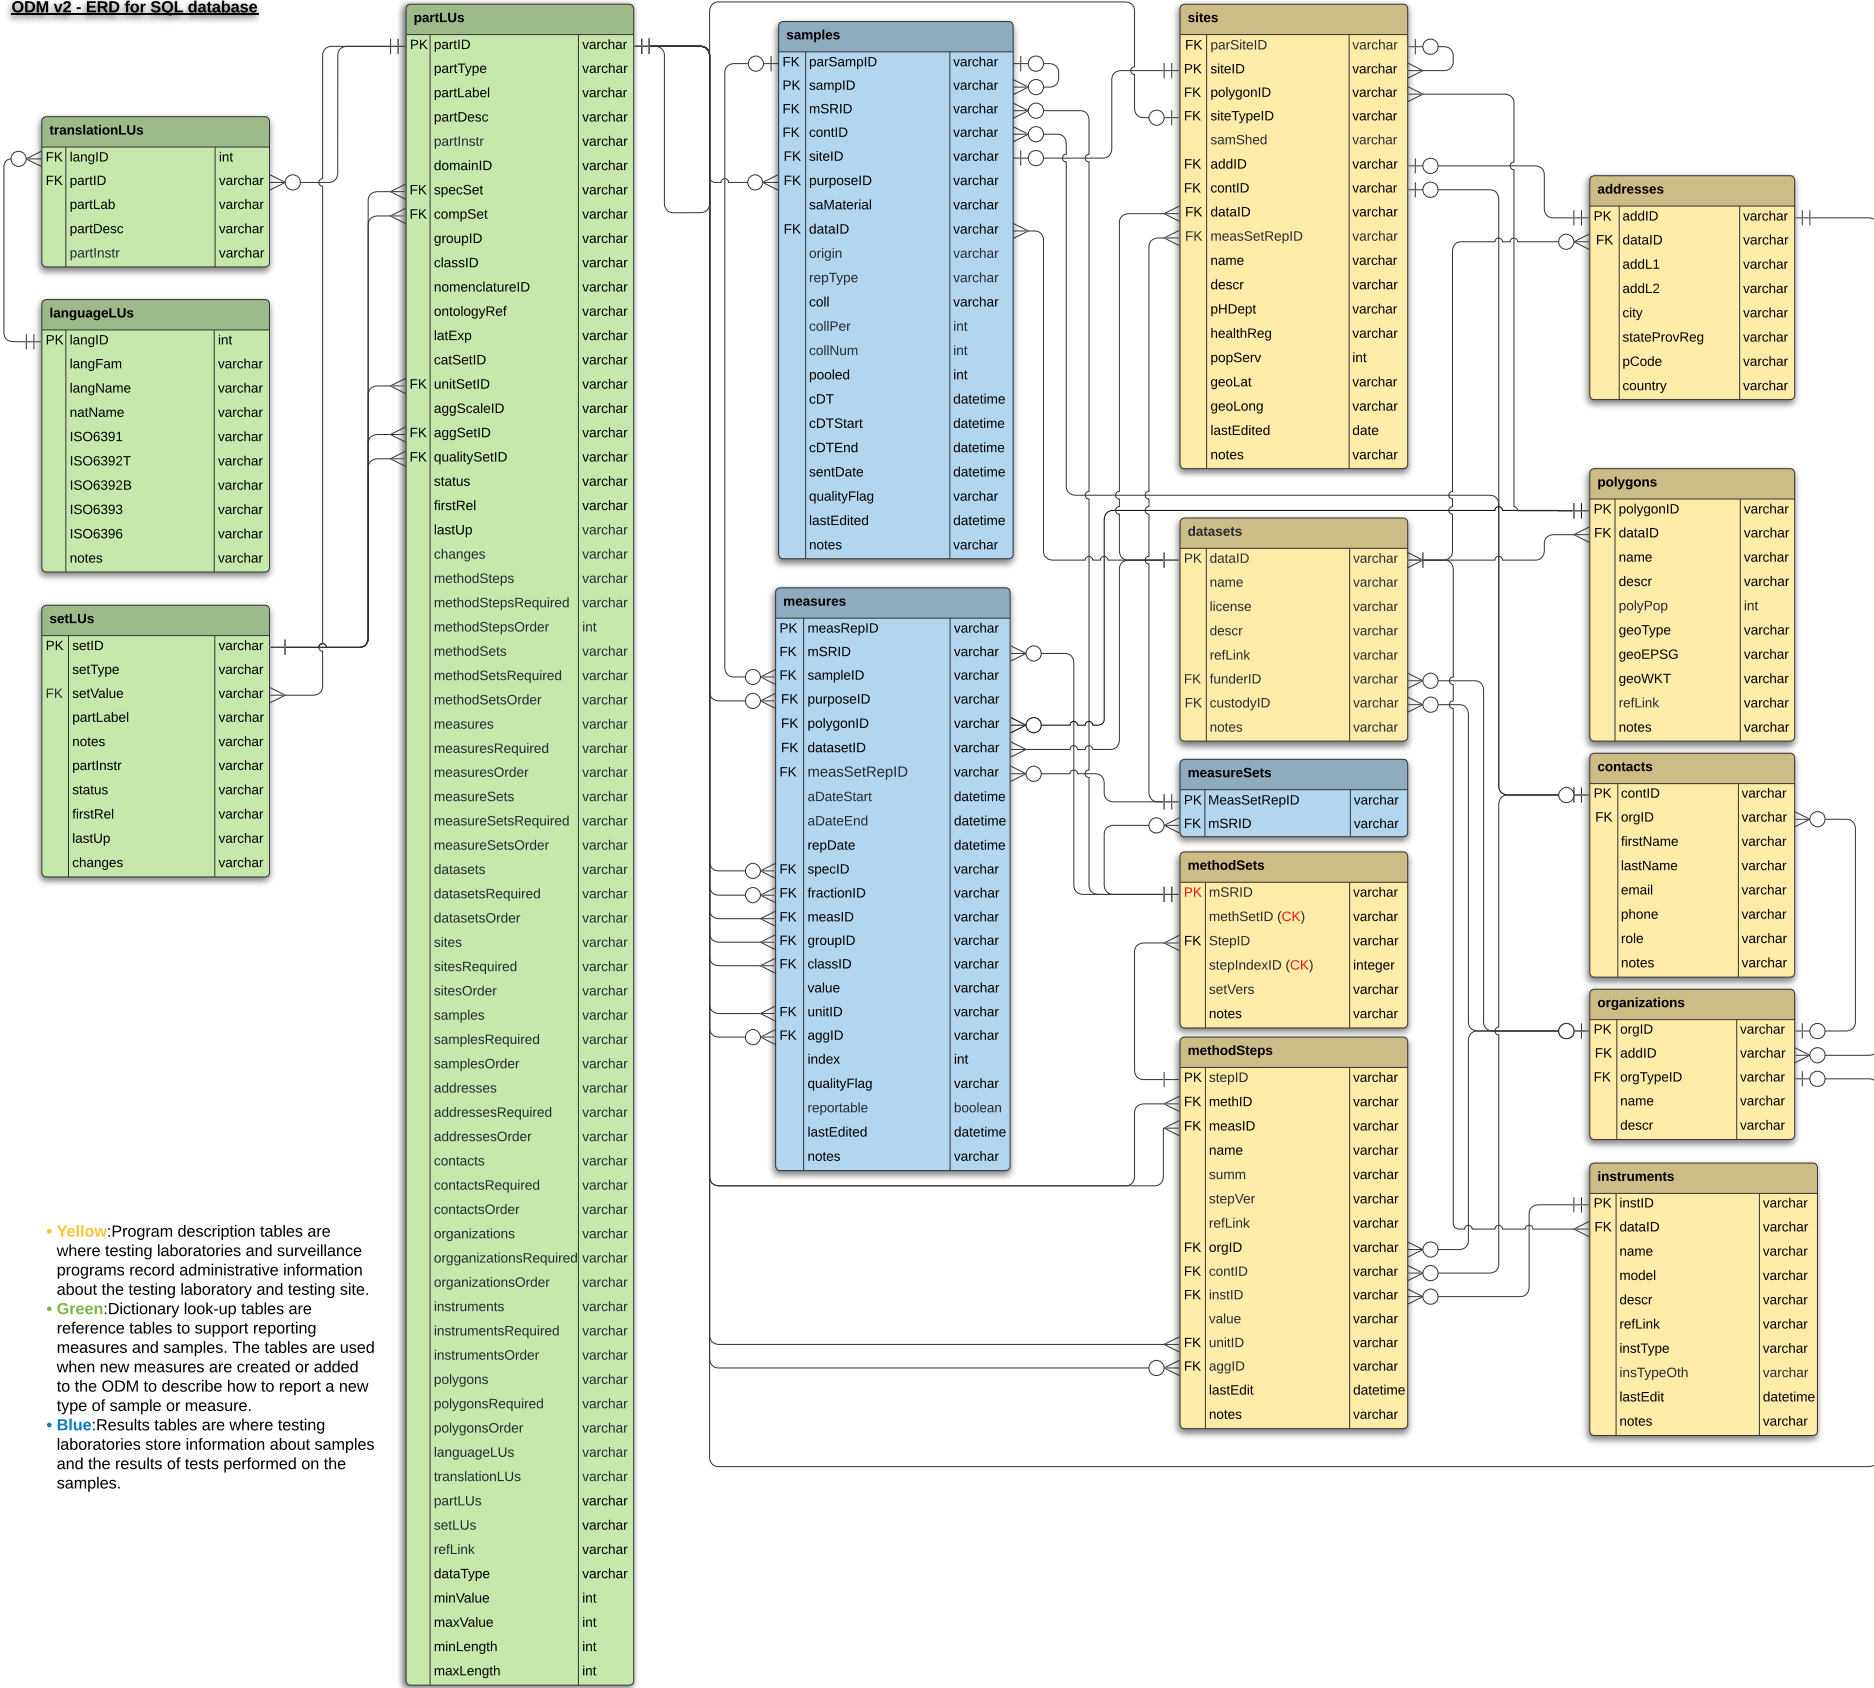 ODM v2 - ERD for SQL database
translationLUs
FK langID int
FK partID varchar
partLab varchar
partDesc varchar
partInstr varchar
languageLUs
PK langID int
langFam varchar
langName varchar
natName varchar
ISO6391 varchar
ISO6392T varchar
ISO6392B varchar
ISO6393 varchar
ISO6396 varchar
notes varchar
setLUs
PK setID varchar
setType varchar
FK setValue varchar
partLabel varchar
notes varchar
partInstr varchar
status varchar
firstRel varchar
lastUp varchar
changes varchar
• Yellow:Program description tables are
where testing laboratories and surveillance
programs record administrative information
about the testing laboratory and testing site.
• Green:Dictionary look-up tables are
reference tables to support reporting
measures and samples. The tables are used
when new measures are created or added
to the ODM to describe how to report a new
type of sample or measure.
• Blue:Results tables are where testing
laboratories store information about samples
and the results of tests performed on the
samples.
partLUs
PK partID varchar
partType varchar
partLabel varchar
partDesc varchar
partInstr varchar
domainID varchar
FK specSet varchar
FK compSet varchar
groupID varchar
classID varchar
nomenclatureID varchar
ontologyRef varchar
latExp varchar
catSetID varchar
FK unitSetID varchar
aggScaleID varchar
FK aggSetID varchar
FK qualitySetID varchar
status varchar
firstRel varchar
lastUp varchar
changes varchar
methodSteps varchar
methodStepsRequired varchar
methodStepsOrder int
methodSets varchar
methodSetsRequired varchar
methodSetsOrder varchar
measures varchar
measuresRequired varchar
measuresOrder varchar
measureSets varchar
measureSetsRequired varchar
measureSetsOrder varchar
datasets varchar
datasetsRequired varchar
datasetsOrder varchar
sites varchar
sitesRequired varchar
sitesOrder varchar
samples varchar
samplesRequired varchar
samplesOrder varchar
addresses varchar
addressesRequired varchar
addressesOrder varchar
contacts varchar
contactsRequired varchar
contactsOrder varchar
organizations varchar
orgganizationsRequired varchar
organizationsOrder varchar
instruments varchar
instrumentsRequired varchar
instrumentsOrder varchar
polygons varchar
polygonsRequired varchar
polygonsOrder varchar
languageLUs varchar
translationLUs varchar
partLUs varchar
setLUs varchar
refLink varchar
dataType varchar
minValue int
maxValue int
minLength int
maxLength int
samples
FK parSampID varchar
PK sampID varchar
FK mSRID varchar
FK contID varchar
FK siteID varchar
FK purposeID varchar
saMaterial varchar
FK dataID varchar
origin varchar
repType varchar
coll varchar
collPer int
collNum int
pooled int
cDT datetime
cDTStart datetime
cDTEnd datetime
sentDate datetime
qualityFlag varchar
lastEdited datetime
notes varchar
measures
PK measRepID varchar
FK mSRID varchar
FK sampleID varchar
FK purposeID varchar
FK polygonID varchar
FK datasetID varchar
FK measSetRepID varchar
aDateStart datetime
aDateEnd datetime
repDate datetime
FK specID varchar
FK fractionID varchar
FK measID varchar
FK groupID varchar
FK classID varchar
value varchar
FK unitID varchar
FK aggID varchar
index int
qualityFlag varchar
reportable boolean
lastEdited datetime
notes varchar
sites
FK parSiteID varchar
PK siteID varchar
FK polygonID varchar
FK siteTypeID varchar
samShed varchar
FK addID varchar
FK contID varchar
FK dataID varchar
FK measSetRepID varchar
name varchar
descr varchar
pHDept varchar
healthReg varchar
popServ int
geoLat varchar
geoLong varchar
lastEdited date
notes varchar
datasets
PK dataID varchar
name varchar
license varchar
descr varchar
refLink varchar
FK funderID varchar
FK custodyID varchar
notes varchar
measureSets
PK MeasSetRepID varchar
FK mSRID varchar
methodSets
PK mSRID varchar
methSetID (CK) varchar
FK StepID varchar
stepIndexID (CK) integer
setVers varchar
notes varchar
methodSteps
PK stepID varchar
FK methID varchar
FK measID varchar
name varchar
summ varchar
stepVer varchar
refLink varchar
FK orgID varchar
FK contID varchar
FK instID varchar
value varchar
FK unitID varchar
FK aggID varchar
lastEdit datetime
notes varchar
addresses
PK addID varchar
FK dataID varchar
addL1 varchar
addL2 varchar
city varchar
stateProvReg varchar
pCode varchar
country varchar
polygons
PK polygonID varchar
FK dataID varchar
name varchar
descr varchar
polyPop int
geoType varchar
geoEPSG varchar
geoWKT varchar
refLink varchar
notes varchar
contacts
PK contID varchar
FK orgID varchar
firstName varchar
lastName varchar
email varchar
phone varchar
role varchar
notes varchar
organizations
PK orgID varchar
FK addID varchar
FK orgTypeID varchar
name varchar
descr varchar
instruments
PK instID varchar
FK dataID varchar
name varchar
model varchar
descr varchar
refLink varchar
instType varchar
insTypeOth varchar
lastEdit datetime
notes varchar